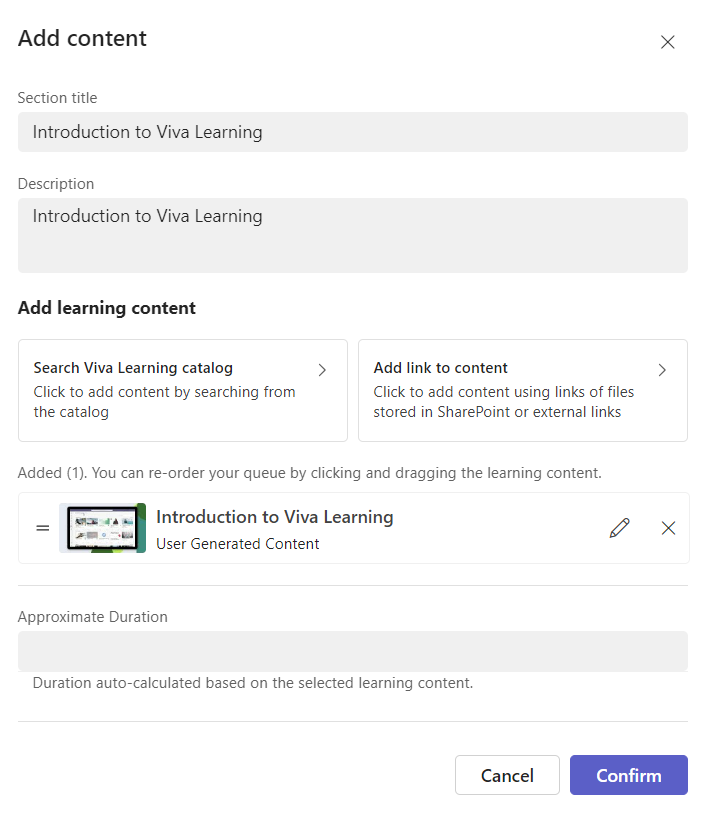 Add content
Section title
Introduction to Viva Learning
Description
Introduction to Viva Learning
Add learning content
Search Viva Learning catalog
Click to add content by searching from
the catalog
Add link to content
Click to add content using links of files
stored in SharePoint or external links
Added (1). You can re-order your queue by clicking and dragging the learning content.
Introduction to Viva Learning
User Generated Content
Approximate Duration
Duration auto-calculated based on the selected learning content.
Cancel
Confirm